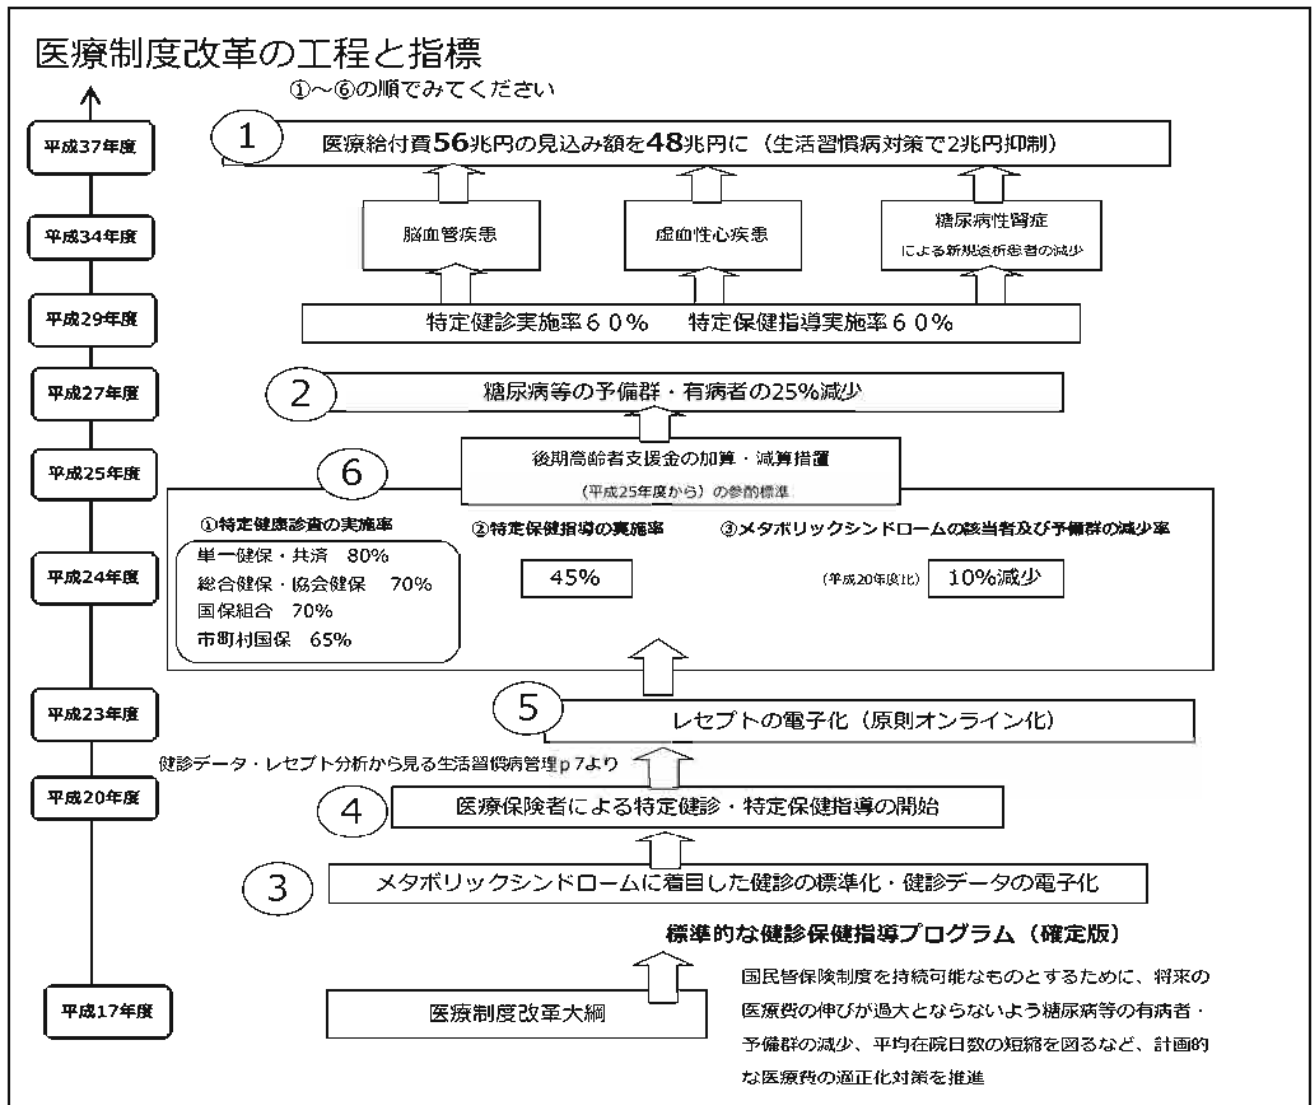 医療制度改革の工程と指標
①~⑥の順でみてください
平成37年度
1
医療給付費56兆円の見込み額を48兆円に（生活習慣病対策で2兆円抑制）
平成34年度
脳血管疾患
虚血性心疾患
糖尿病性腎症
による新規透析患者の減少
平成29年度
特定健診実施率60% 特定保健指導実施率60%
平成27年度
2
糖尿病等の予備群・有病者の25%減少
平成25年度
6
後期高齢者支援金の加算・減算措置
（平成25年度から）の参酌標準
①特定健康診査の実施率
単一健保・共済 80%
総合健保・協会健保 70%
国保組合 70%
市町村国保 65%
②特定保健指導の実施率
45%
③メタボリックシンドロームの該当者及び予備群の減少率
（平成20年度比）
10%減少
平成24年度
平成23年度
5
レセプトの電子化（原則オンライン化）
健診データ・レセプト分析から見る生活習慣病管理p7より
平成20年度
4
医療保険者による特定健診・特定保健指導の開始
3
メタボリックシンドロームに着目した健診の標準化・健診データの電子化
標準的な健診保健指導プログラム（確定版）
平成17年度
医療制度改革大綱
国民皆保険制度を持続可能なものとするために、将来の
医療費の伸びが過大とならないよう糖尿病等の有病者・
予備群の減少、平均在院日数の短縮を図るなど、計画的
な医療費の適正化対策を推進